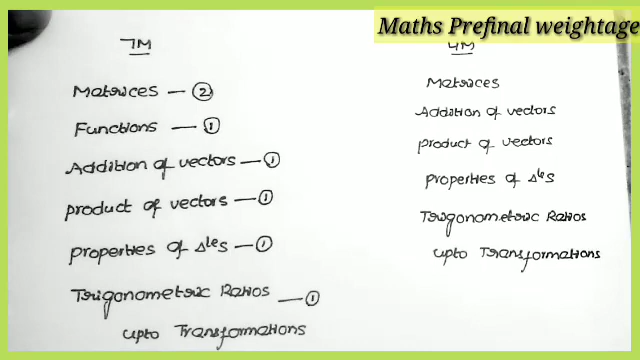 Maths Prefinal weightage
7M
Matrices — ②
Functions — ①
Addition of vectors — ①
product of vectors — ①
properties of Δles — ①
Trigonometric Ratios — ①
upto Transformations
4M
Matrices
Addition of vectors
product of vectors
properties of Δles
Trigonometric Ratios
upto Transformations